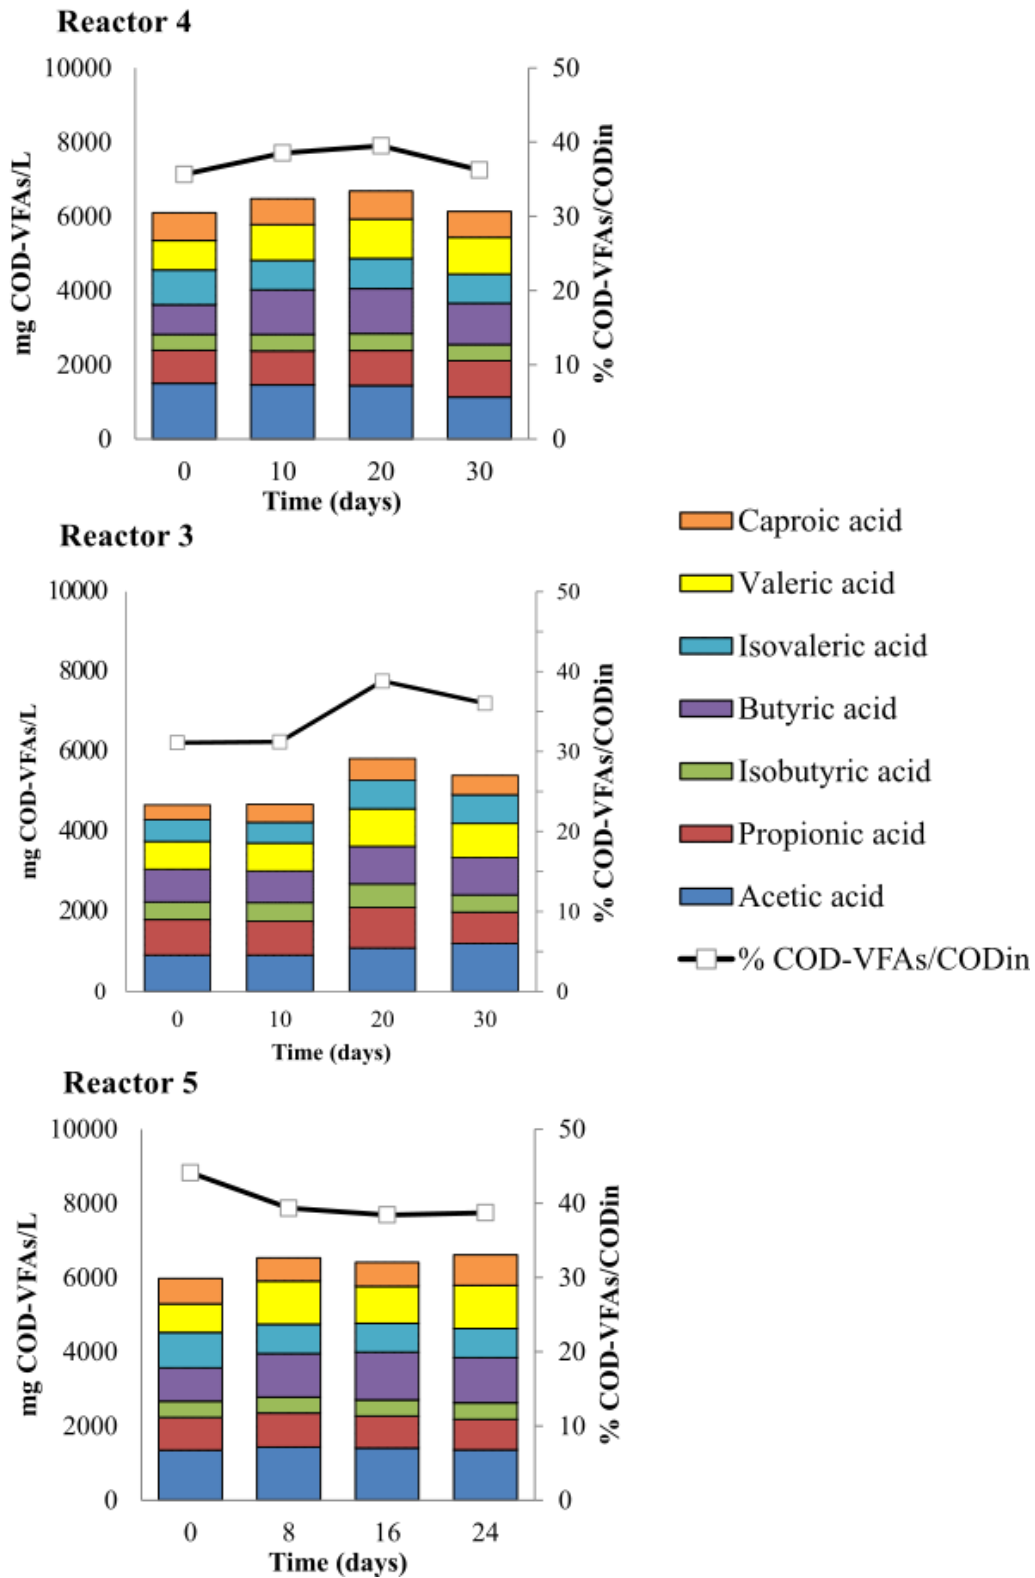 Reactor 4
10000
8000
6000
4000
2000
0
mg COD-VFAs/L
50
40
30
20
10
0
% COD-VFAs/CODin
0 10 20 30
Time (days)
Reactor 3
10000
8000
6000
4000
2000
0
mg COD-VFAs/L
50
40
30
20
10
0
% COD-VFAs/CODin
0 10 20 30
Time (days)
Caproic acid
Valeric acid
Isovaleric acid
Butyric acid
Isobutyric acid
Propionic acid
Acetic acid
% COD-VFAs/CODin
Reactor 5
10000
8000
6000
4000
2000
0
mg COD-VFAs/L
50
40
30
20
10
0
% COD-VFAs/CODin
0 8 16 24
Time (days)